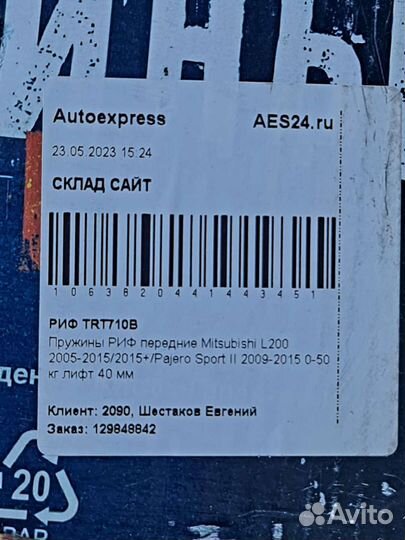 Autoexpress AES24.ru
23.05.2023 15:24
СКЛАД САЙТ
1063820441443451
РИФ TRT710B
Пружины РИФ передние Mitsubishi L200
2005-2015/2015+/Pajero Sport II 2009-2015 0-50
кг лифт 40 мм
Клиент: 2090, Шестаков Евгений
Заказ: 129848842
20
PAP
Avito